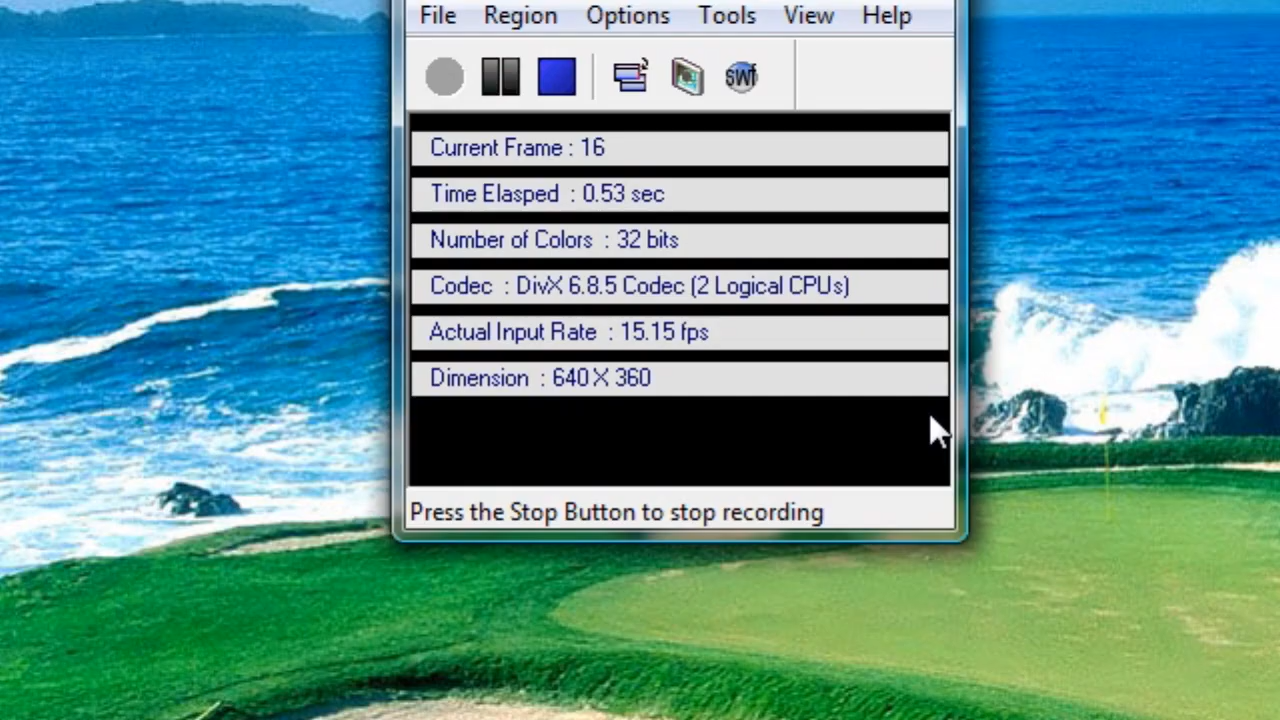 File Region Options Tools View Help
swf
Current Frame : 16
Time Elasped : 0.53 sec
Number of Colors : 32 bits
Codec : DivX 6.8.5 Codec (2 Logical CPUs)
Actual Input Rate : 15.15 fps
Dimension : 640 X 360
Press the Stop Button to stop recording